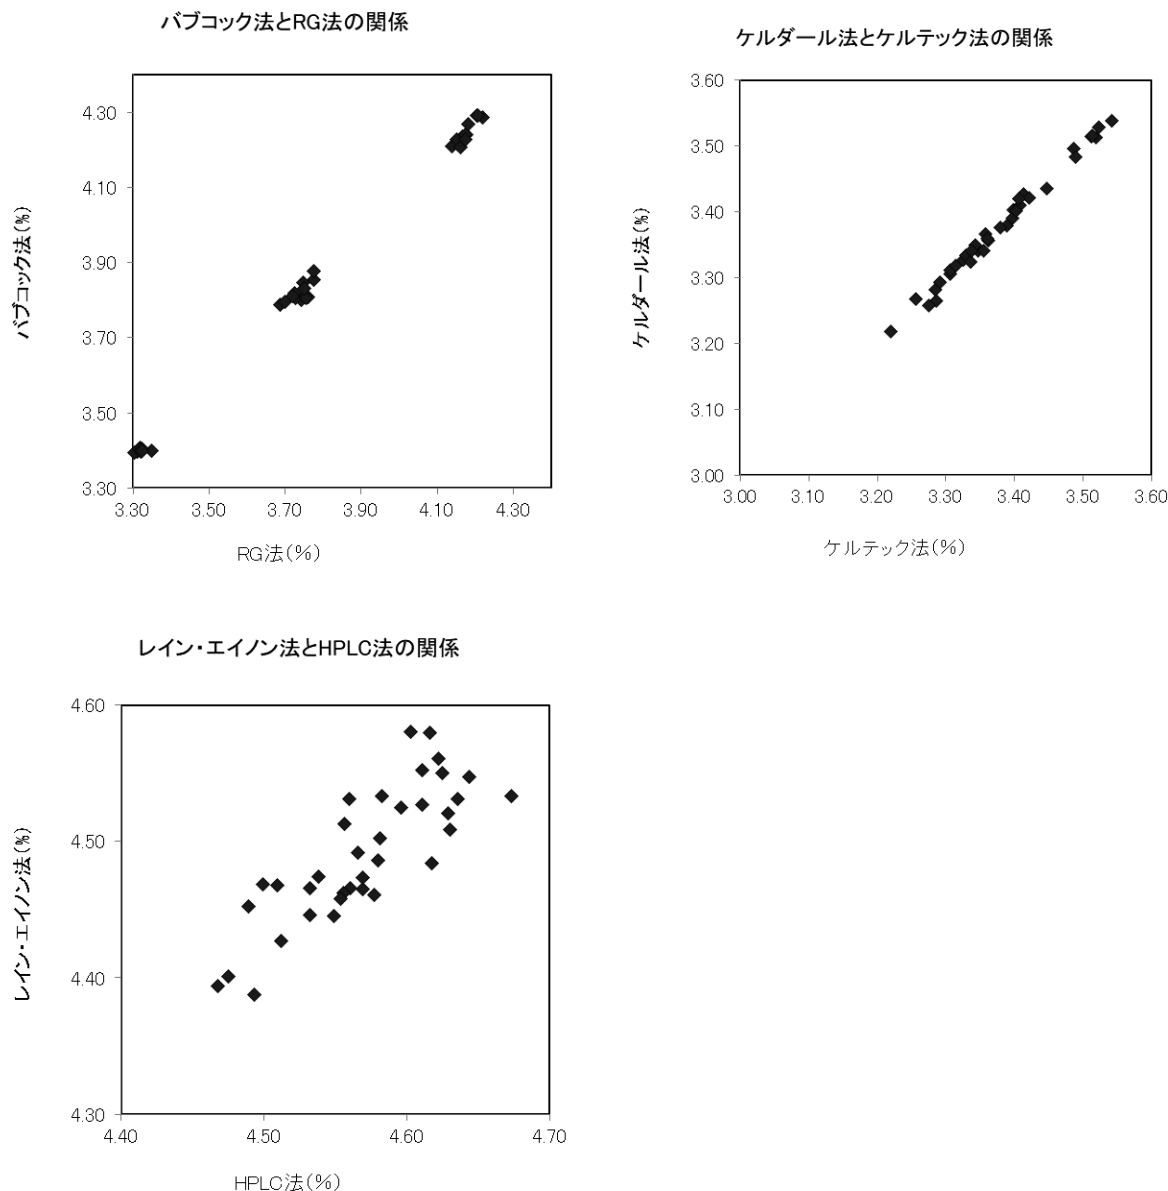 バブコック法とRG法の関係
バブコック法(%)
4.30
4.10
3.90
3.70
3.50
3.30
3.30 3.50 3.70 3.90 4.10 4.30
RG法(%)
ケルダール法とケルテック法の関係
ケルダール法(%)
3.60
3.50
3.40
3.30
3.20
3.10
3.00
3.00 3.10 3.20 3.30 3.40 3.50 3.60
ケルテック法(%)
レイン・エイノン法とHPLC法の関係
レイン・エイノン法(%)
4.60
4.50
4.40
4.30
4.40 4.50 4.60 4.70
HPLC法(%)